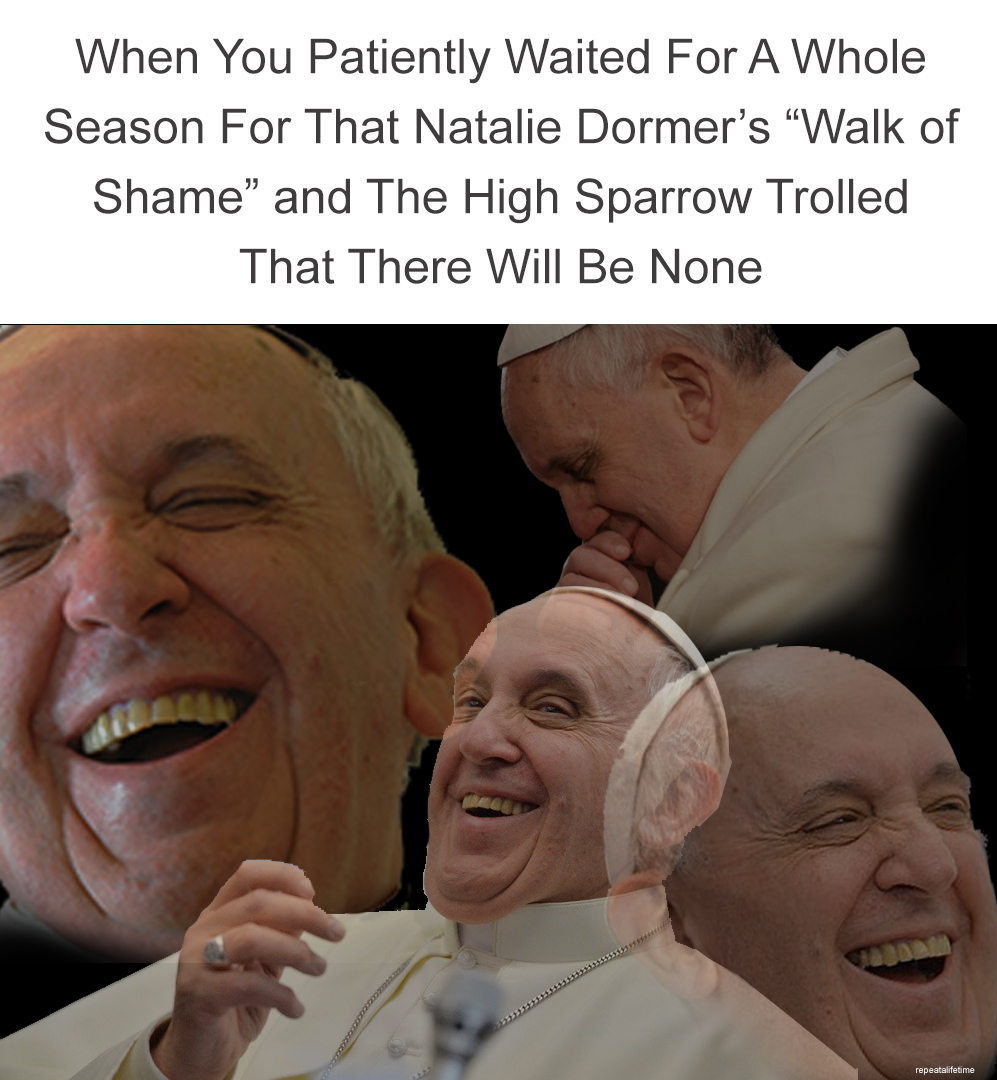 When You Patiently Waited For A Whole
Season For That Natalie Dormer’s “Walk of
Shame” and The High Sparrow Trolled
That There Will Be None
repeatalifetime